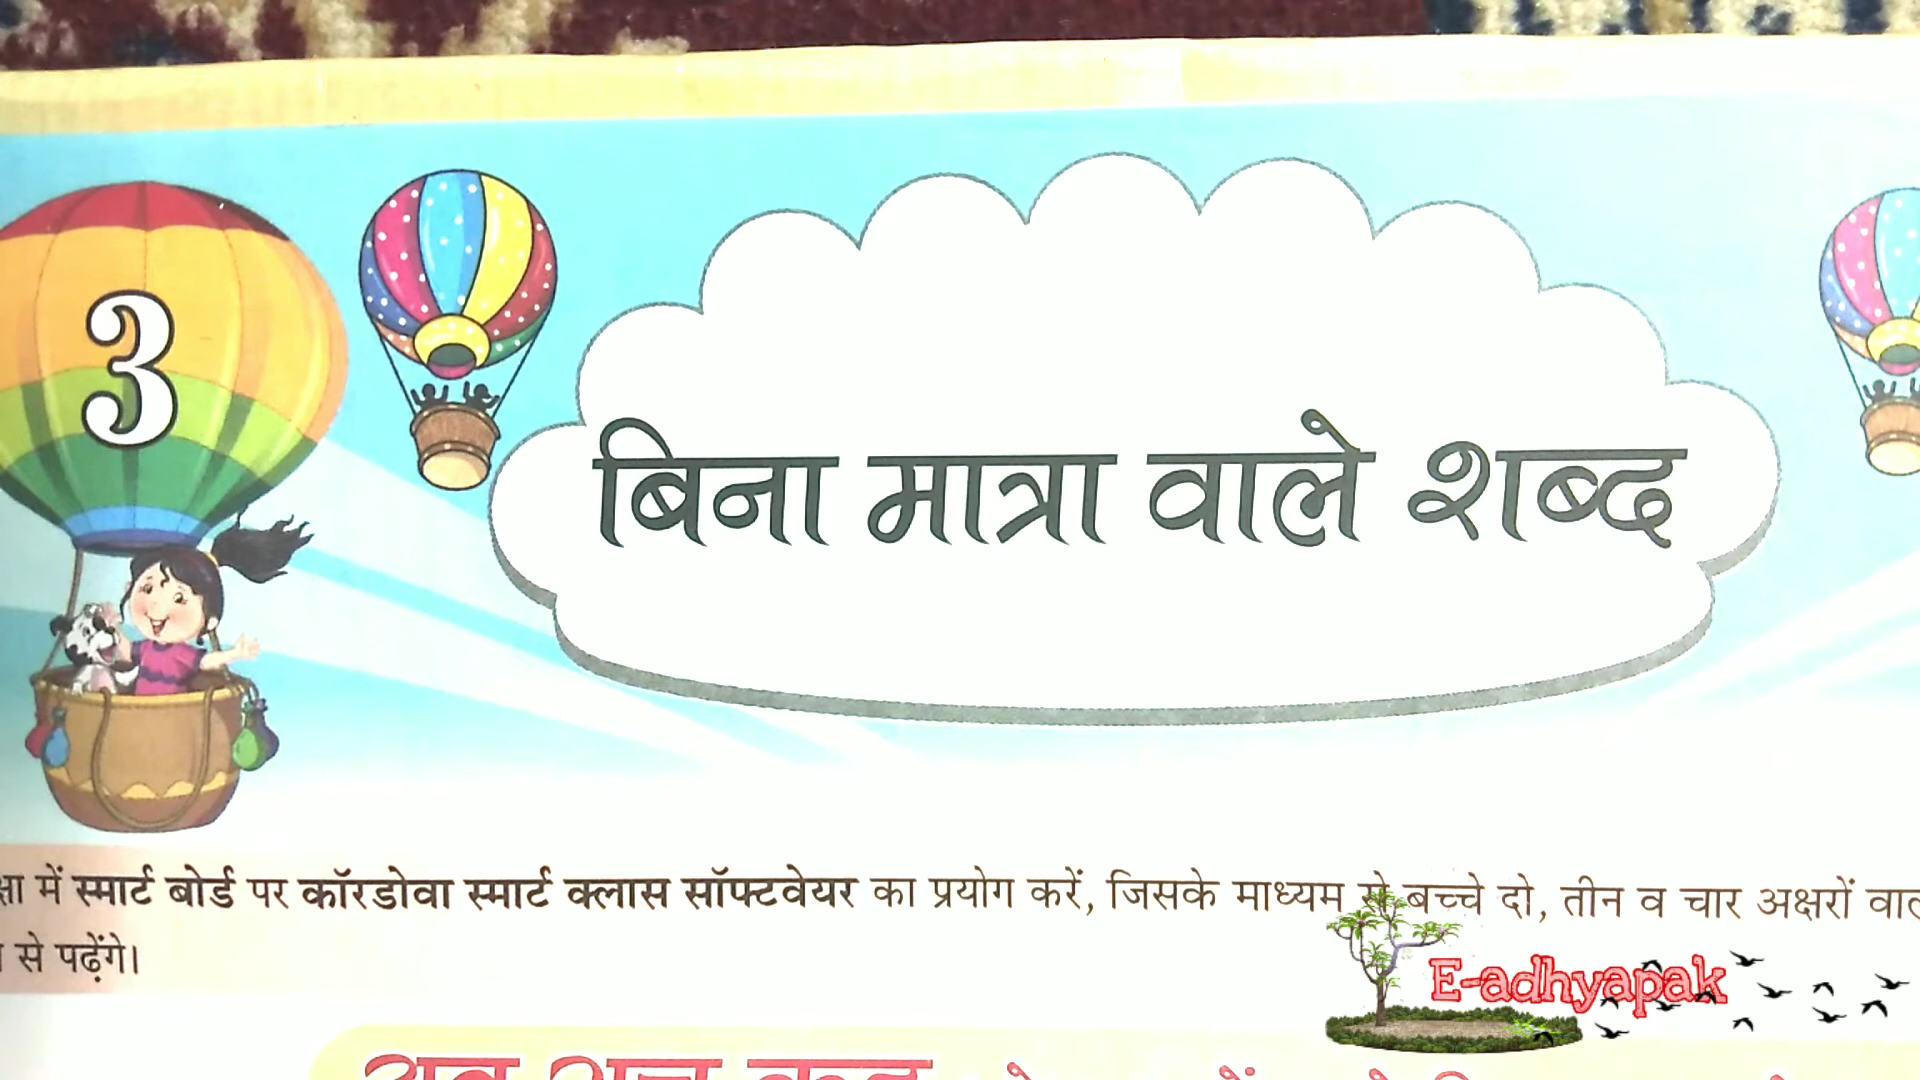 3
बिना मात्रा वाले शब्द
में स्मार्ट बोर्ड पर कॉरडोवा स्मार्ट क्लास सॉफ्टवेयर का प्रयोग करें, जिसके माध्यम से बच्चे दो, तीन व चार अक्षरों
से पढ़ेंगे।
E-adhyapak